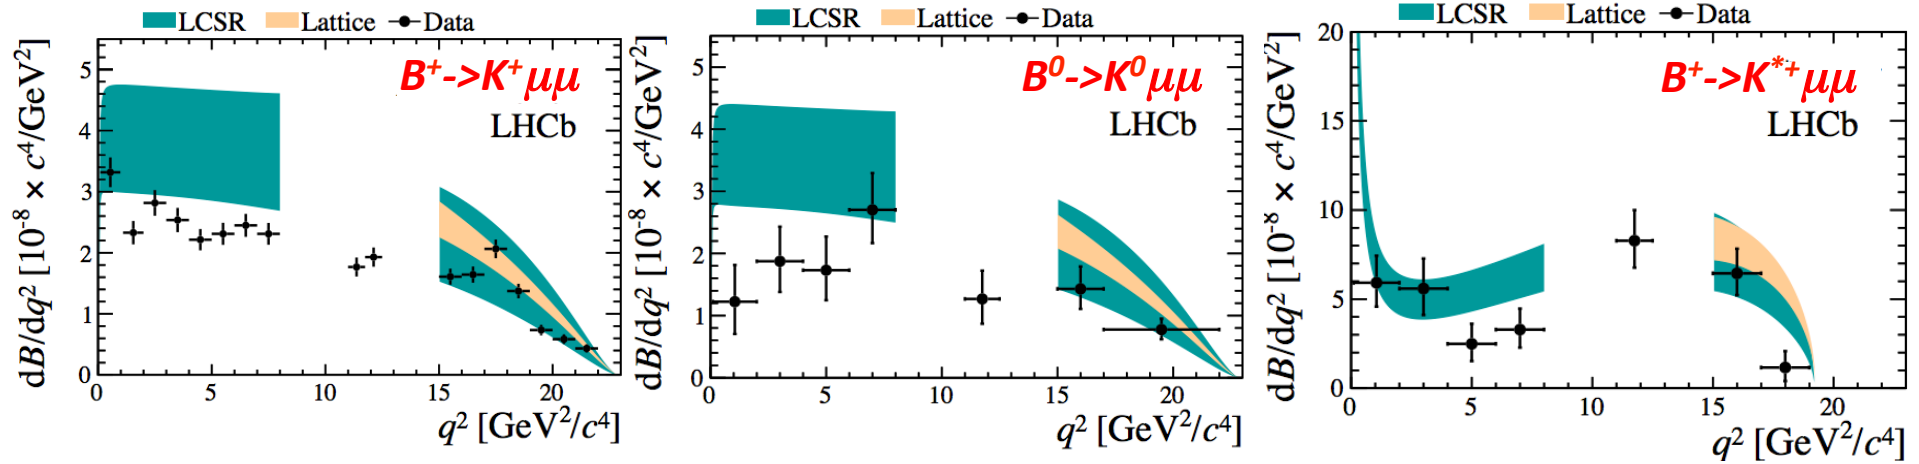 LCSR Lattice Data
B⁺->K⁺μμ
LHCb
dB/dq² [10⁻⁸ × c⁴/GeV²]
5
4
3
2
1
0
0 5 10 15 20
q² [GeV²/c⁴]
LCSR Lattice Data
B⁰->K⁰μμ
LHCb
dB/dq² [10⁻⁸ × c⁴/GeV²]
5
4
3
2
1
0
0 5 10 15 20
q² [GeV²/c⁴]
LCSR Lattice Data
B⁺->K*⁺μμ
LHCb
dB/dq² [10⁻⁸ × c⁴/GeV²]
20
15
10
5
0
0 5 10 15 20
q² [GeV²/c⁴]